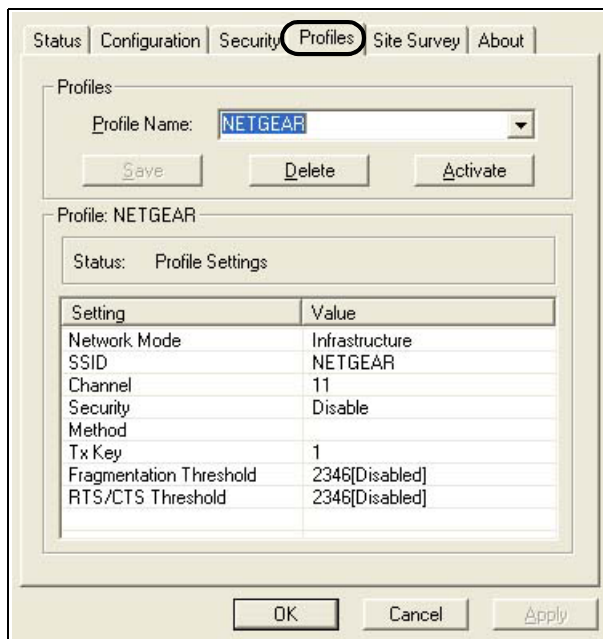 Status Configuration Security Profiles Site Survey About
Profiles
Profile Name: NETGEAR
Save Delete Activate
Profile: NETGEAR
Status: Profile Settings
Setting Value
Network Mode Infrastructure
SSID NETGEAR
Channel 11
Security Disable
Method
Tx Key 1
Fragmentation Threshold 2346[Disabled]
RTS/CTS Threshold 2346[Disabled]
OK Cancel Apply